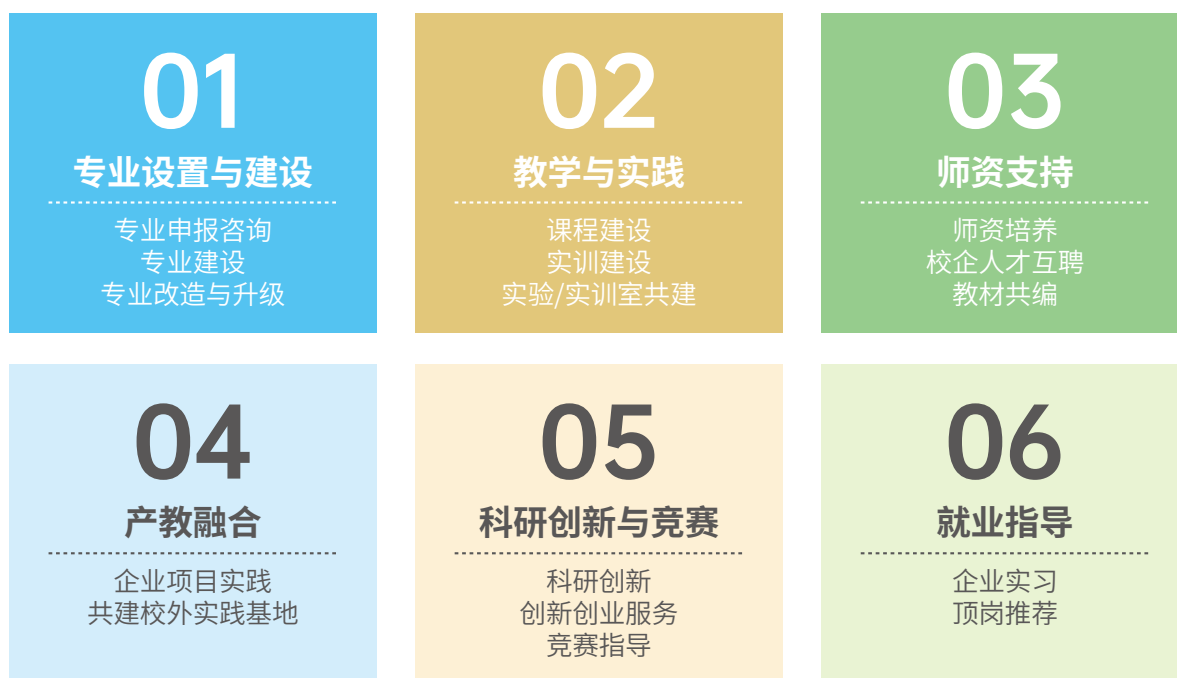 01
专业设置与建设
专业申报咨询
专业建设
专业改造与升级
02
教学与实践
课程建设
实训建设
实验/实训室共建
03
师资支持
师资培养
校企人才互聘
教材共编
04
产教融合
企业项目实践
共建校外实践基地
05
科研创新与竞赛
科研创新
创新创业服务
竞赛指导
06
就业指导
企业实习
顶岗推荐